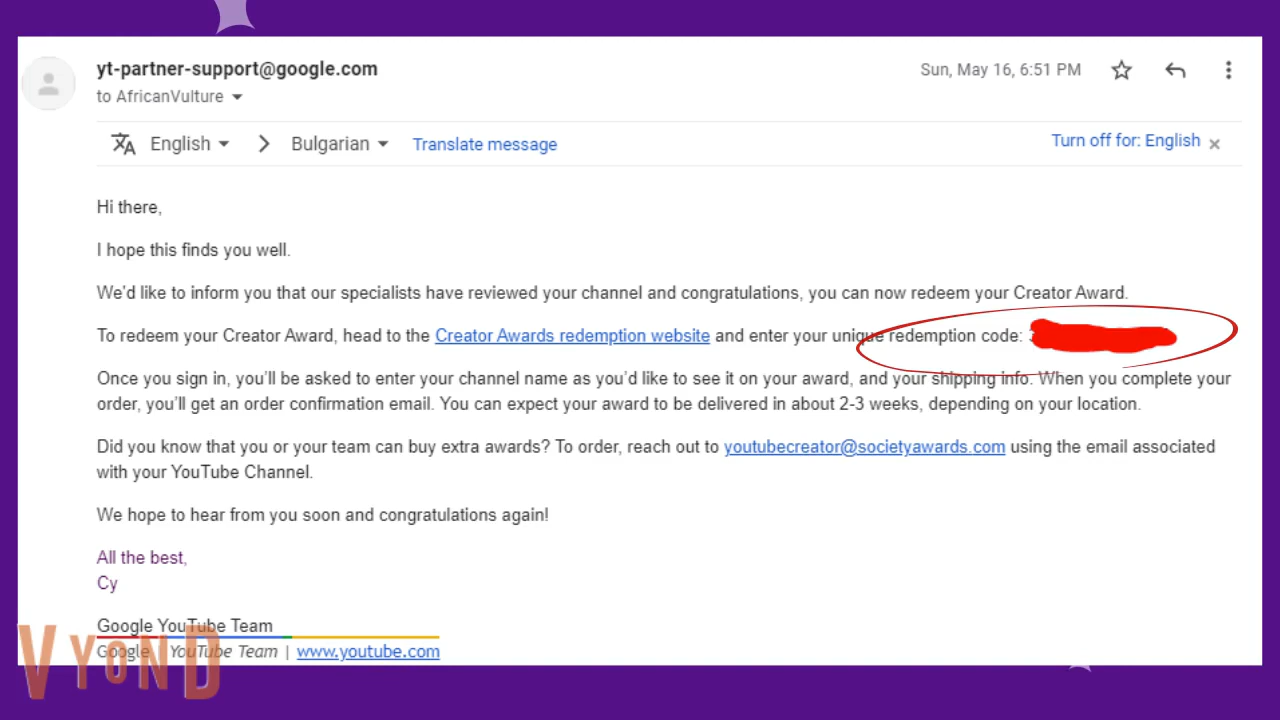 yt-partner-support@google.com
Sun, May 16, 6:51 PM
to AfricanVulture
English
Bulgarian
Translate message
Turn off for: English
Hi there,
I hope this finds you well.
We'd like to inform you that our specialists have reviewed your channel and congratulations, you can now redeem your Creator Award.
To redeem your Creator Award, head to the Creator Awards redemption website and enter your unique redemption code:
Once you sign in, you'll be asked to enter your channel name as you'd like to see it on your award, and your shipping info. When you complete your
order, you'll get an order confirmation email. You can expect your award to be delivered in about 2-3 weeks, depending on your location.
Did you know that you or your team can buy extra awards? To order, reach out to youtubecreator@societyawards.com using the email associated
with your YouTube Channel.
We hope to hear from you soon and congratulations again!
All the best,
Cy
Google YouTube Team
Google YouTube Team | www.youtube.com
VYOND